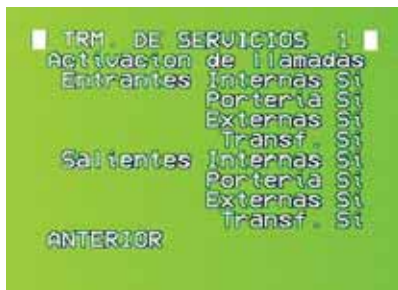 TRM. DE SERVICIOS 1
Activacion de llamadas
Entrantes Internas Si
Porteria Si
Externas Si
Transf. Si
Salientes Internas Si
Porteria Si
Externas Si
Transf. Si
ANTERIOR